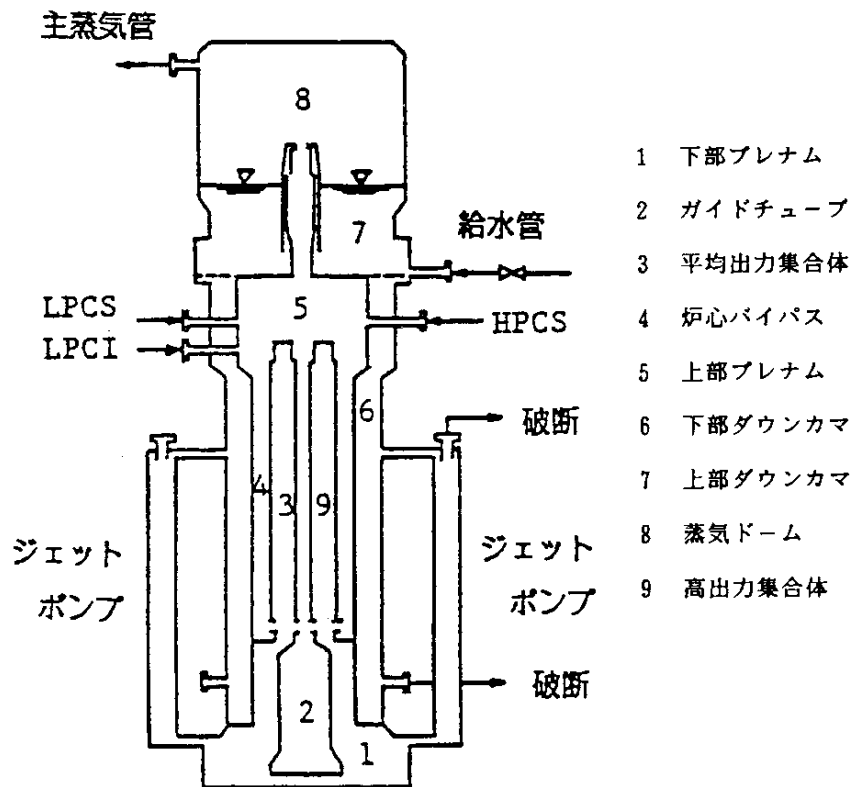 主蒸気管
8
7
給水管
LPCS
5
HPCS
LPCI
6
破断
4
3
9
ジェット
ポンプ
ジェット
ポンプ
破断
2
1
1 下部プレナム
2 ガイドチューブ
3 平均出力集合体
4 炉心バイパス
5 上部プレナム
6 下部ダウンカマ
7 上部ダウンカマ
8 蒸気ドーム
9 高出力集合体